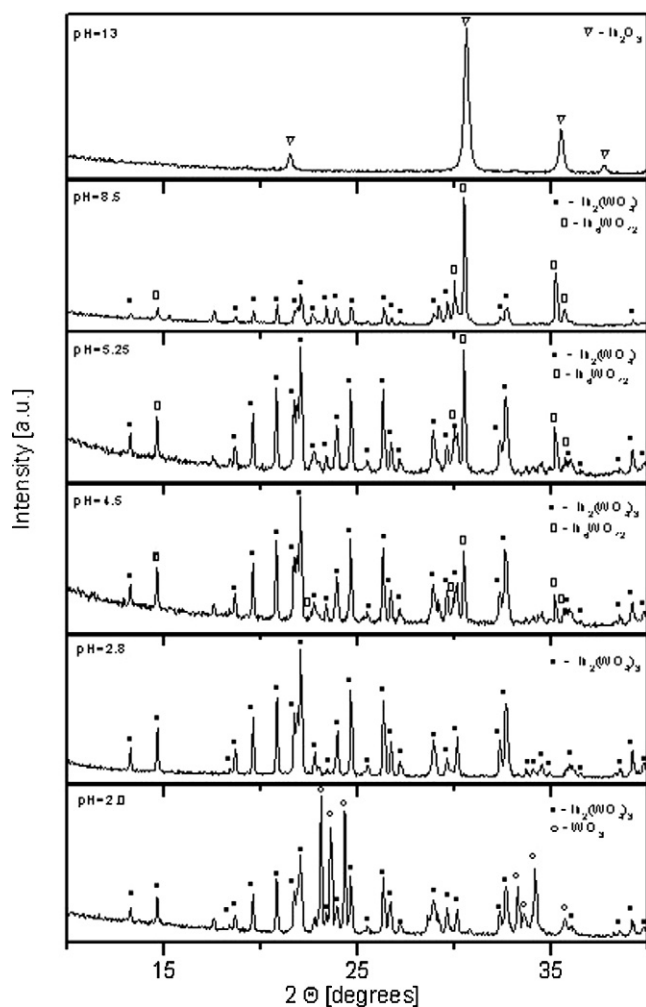 pH=13
▽ - In₂O₃
pH=8.5
▪ - In₂(WO₄)
▯ - In₆WO₁₂
pH=5.25
▪ - In₂(WO₄)
▯ - In₆WO₁₂
pH=4.5
▪ - In₂(WO₄)₃
▯ - In₆WO₁₂
pH=2.8
▪ - In₂(WO₄)₃
pH=2.0
▪ - In₂(WO₄)₃
○ - WO₃
Intensity [a.u.]
15 25 35
2 Θ [degrees]